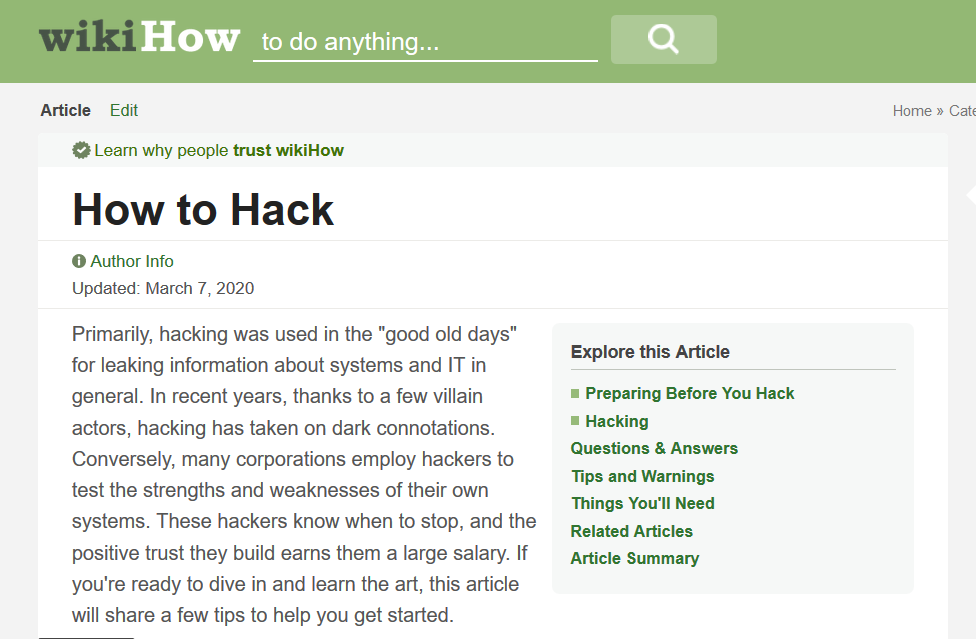 wikiHow to do anything...
Article Edit
Home » Cate
Learn why people trust wikiHow
How to Hack
Author Info
Updated: March 7, 2020
Primarily, hacking was used in the "good old days"
for leaking information about systems and IT in
general. In recent years, thanks to a few villain
actors, hacking has taken on dark connotations.
Conversely, many corporations employ hackers to
test the strengths and weaknesses of their own
systems. These hackers know when to stop, and the
positive trust they build earns them a large salary. If
you're ready to dive in and learn the art, this article
will share a few tips to help you get started.
Explore this Article
Preparing Before You Hack
Hacking
Questions & Answers
Tips and Warnings
Things You'll Need
Related Articles
Article Summary